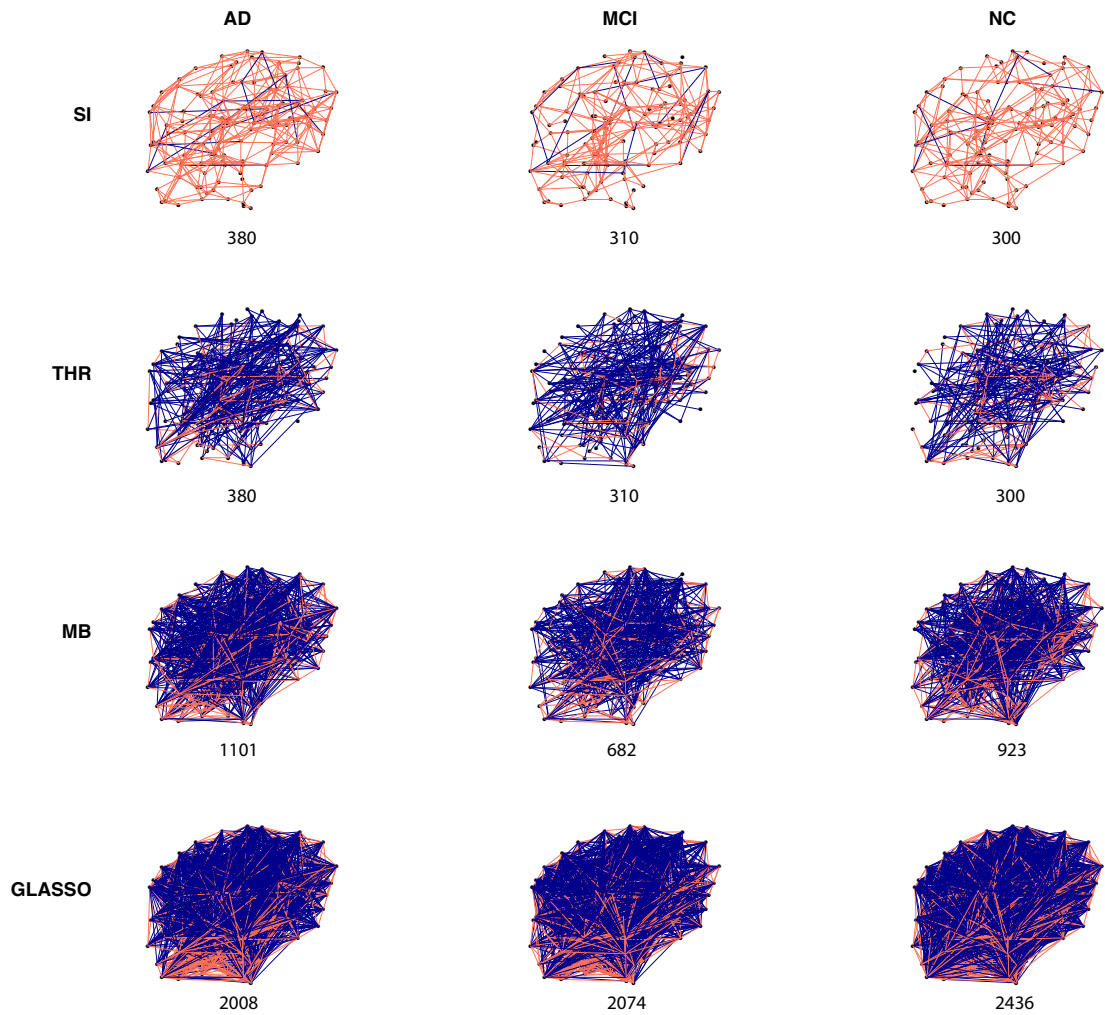 AD MCI NC
SI
380 310 300
THR
380 310 300
MB
1101 682 923
GLASSO
2008 2074 2436